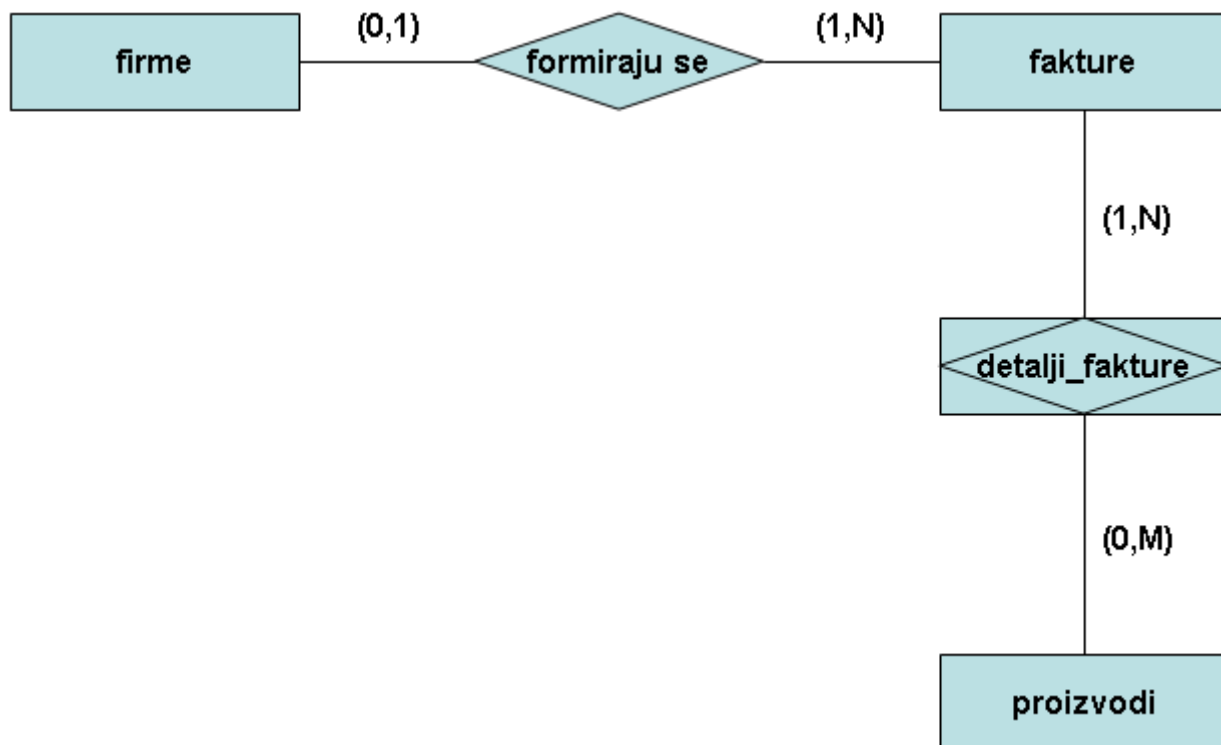 firme
(0,1)
formiraju se
(1,N)
fakture
(1,N)
detalji_fakture
(0,M)
proizvodi